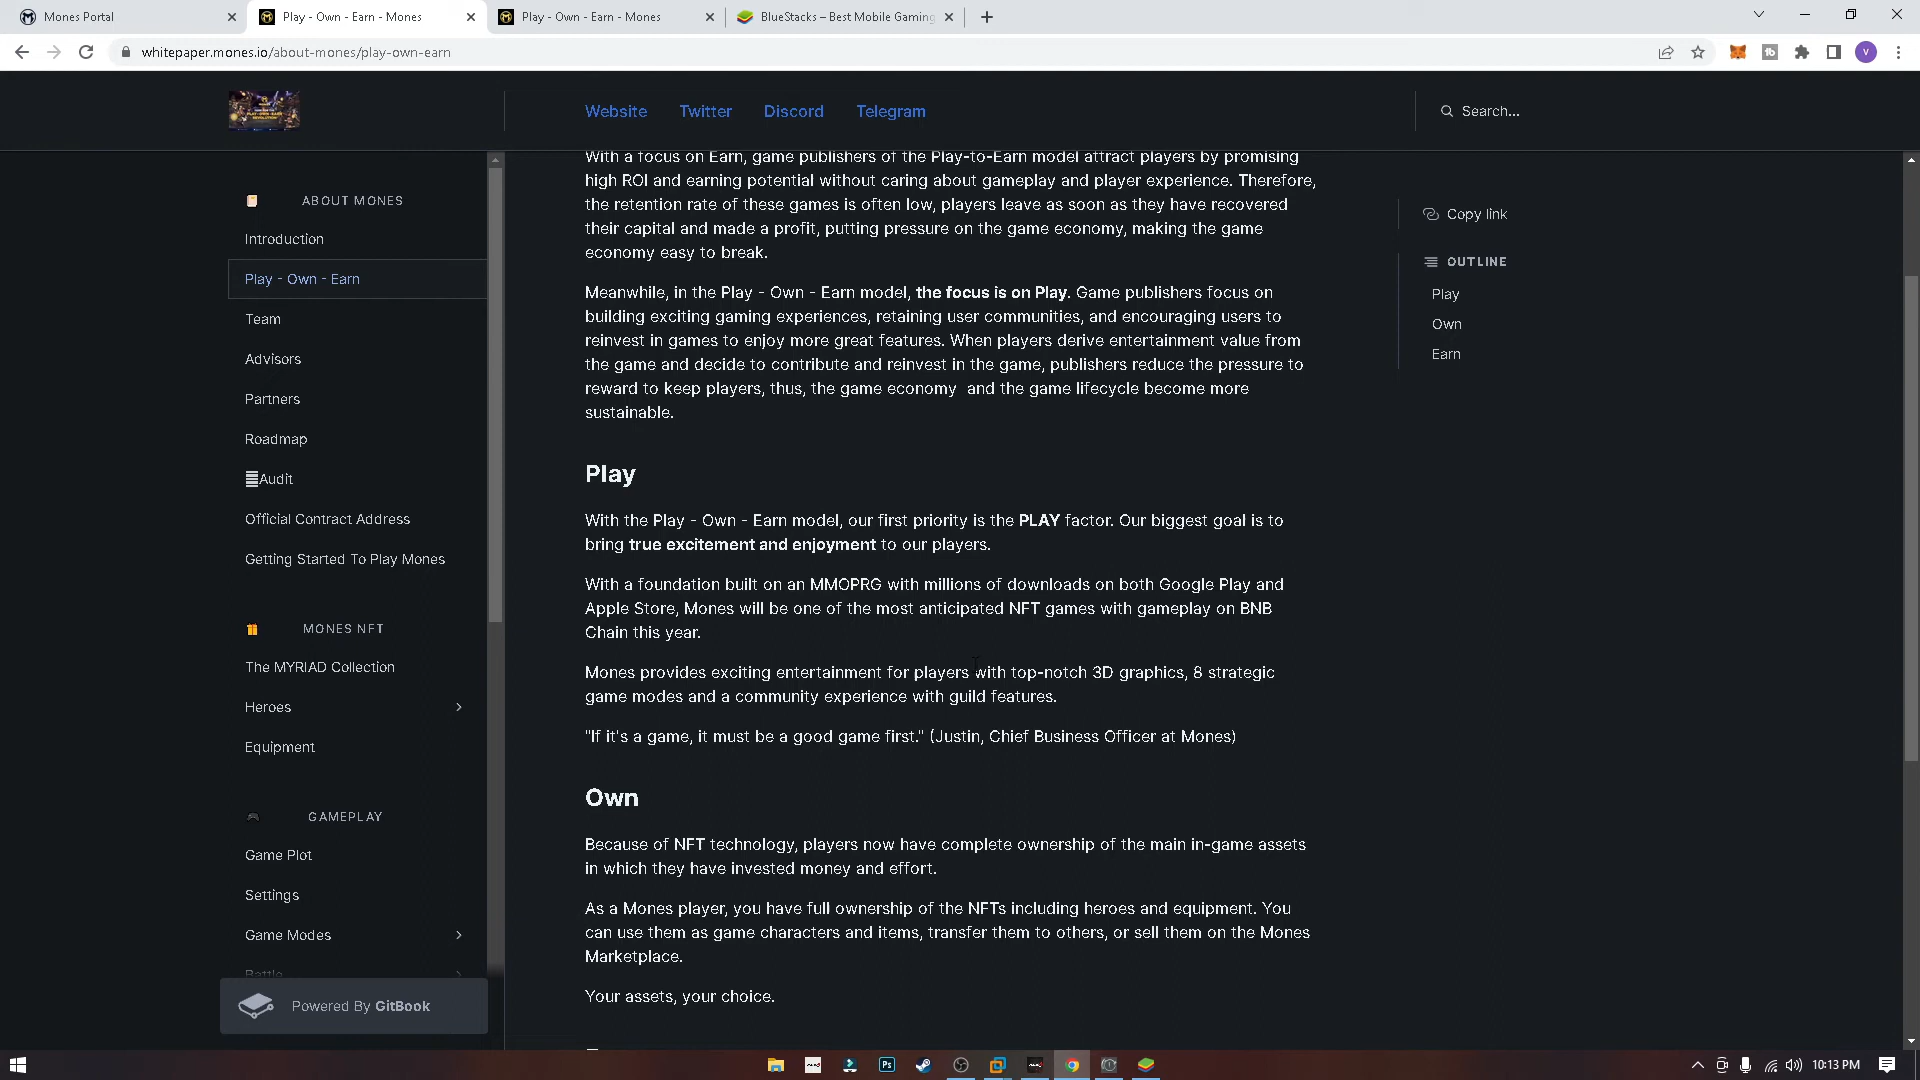 Mones Portal
Play - Own - Earn - Mones
Play - Own - Earn - Mones
BlueStacks – Best Mobile Gaming
whitepaper.mones.io/about-mones/play-own-earn
Website Twitter Discord Telegram
Search...
ABOUT MONES
Introduction
Play - Own - Earn
Team
Advisors
Partners
Roadmap
Audit
Official Contract Address
Getting Started To Play Mones
MONES NFT
The MYRIAD Collection
Heroes
Equipment
GAMEPLAY
Game Plot
Settings
Game Modes
Battle
Powered By GitBook
With a focus on Earn, game publishers of the Play-to-Earn model attract players by promising
high ROI and earning potential without caring about gameplay and player experience. Therefore,
the retention rate of these games is often low, players leave as soon as they have recovered
their capital and made a profit, putting pressure on the game economy, making the game
economy easy to break.
Meanwhile, in the Play - Own - Earn model, the focus is on Play. Game publishers focus on
building exciting gaming experiences, retaining user communities, and encouraging users to
reinvest in games to enjoy more great features. When players derive entertainment value from
the game and decide to contribute and reinvest in the game, publishers reduce the pressure to
reward to keep players, thus, the game economy and the game lifecycle become more
sustainable.
Play
With the Play - Own - Earn model, our first priority is the PLAY factor. Our biggest goal is to
bring true excitement and enjoyment to our players.
With a foundation built on an MMOPRG with millions of downloads on both Google Play and
Apple Store, Mones will be one of the most anticipated NFT games with gameplay on BNB
Chain this year.
Mones provides exciting entertainment for players with top-notch 3D graphics, 8 strategic
game modes and a community experience with guild features.
"If it's a game, it must be a good game first." (Justin, Chief Business Officer at Mones)
Own
Because of NFT technology, players now have complete ownership of the main in-game assets
in which they have invested money and effort.
As a Mones player, you have full ownership of the NFTs including heroes and equipment. You
can use them as game characters and items, transfer them to others, or sell them on the Mones
Marketplace.
Your assets, your choice.
Copy link
OUTLINE
Play
Own
Earn
10:13 PM